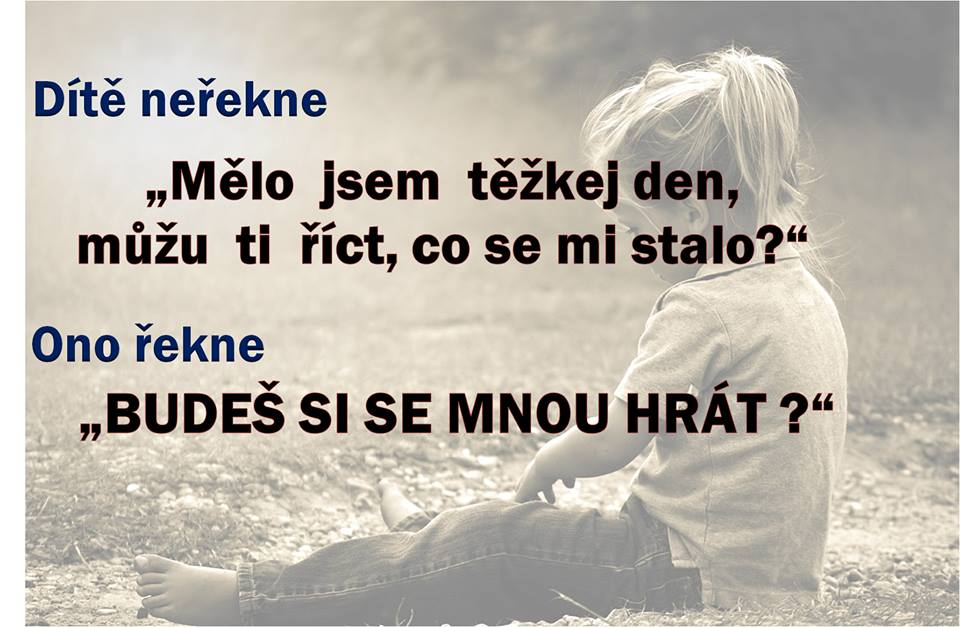 Dítě neřekne
„Mělo jsem těžkej den,
můžu ti říct, co se mi stalo?“
Ono řekne
„BUDEŠ SI SE MNOU HRÁT ?“